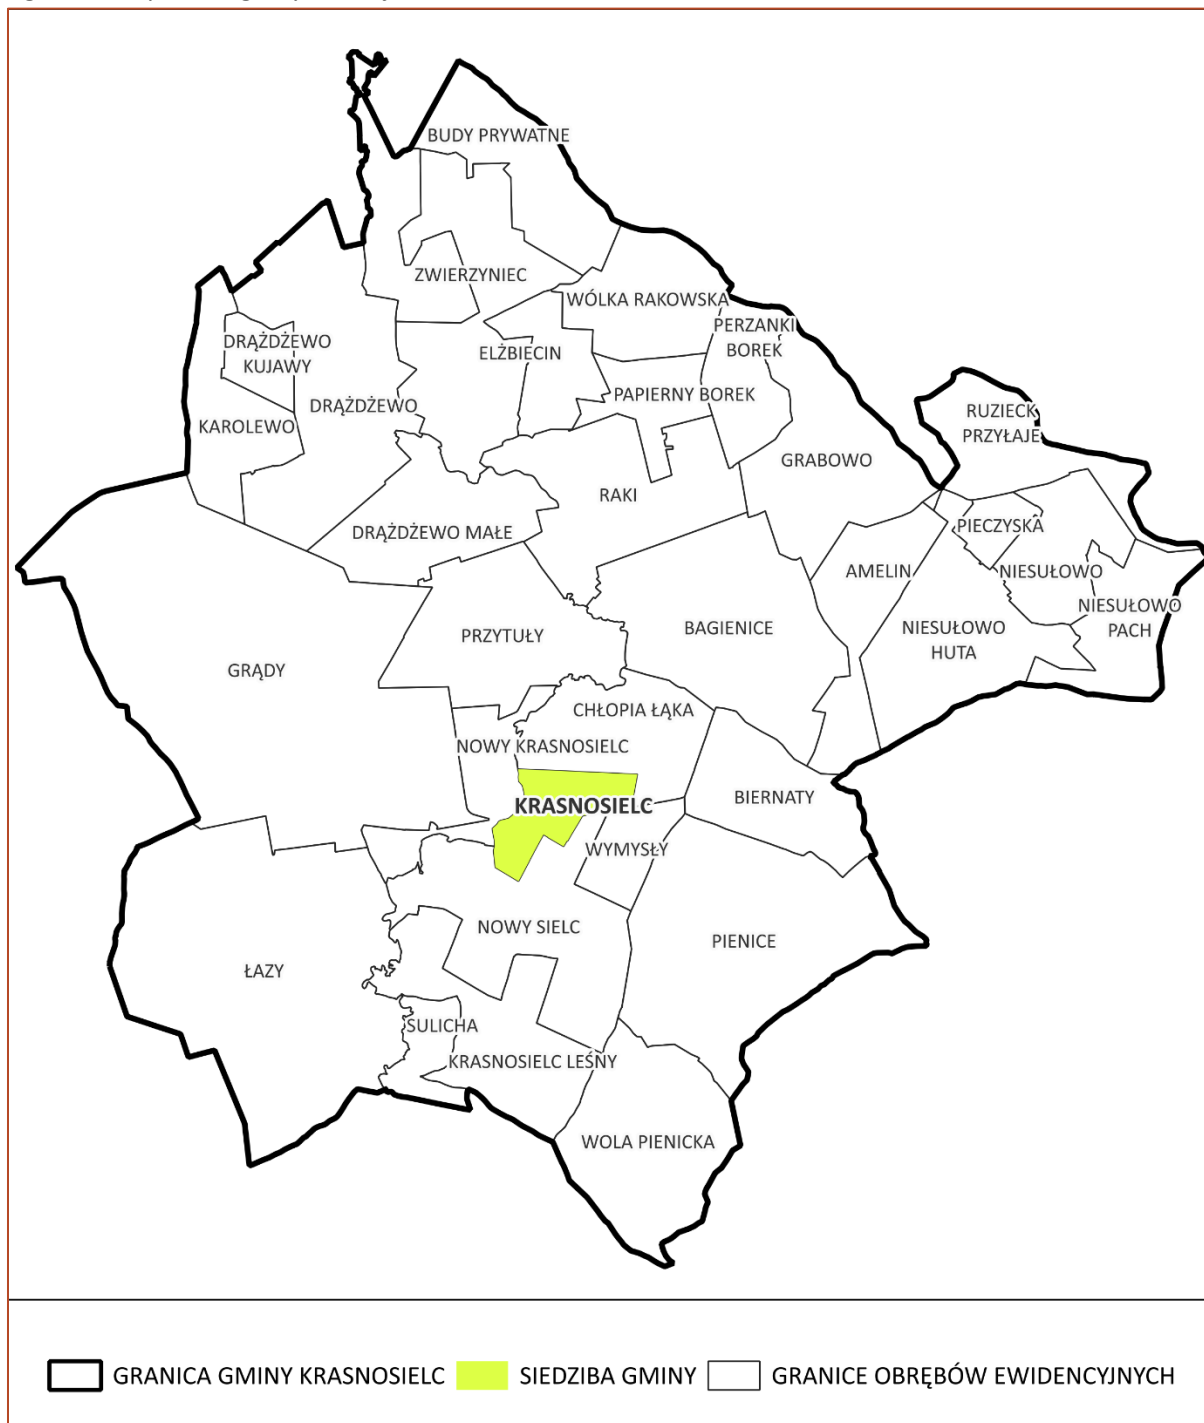 BUDY PRYWATNE
ZWIERZYNIEC
WÓLKA RAKOWSKA
PERZANKI
BOREK
DRĄŻDŻEWO
KUJAWY
ELŻBIECIN
PAPIERNY BOREK
DRĄŻDŻEWO
KAROLEWO
RUZIECK
PRZYŁAJE
GRABOWO
RAKI
PIECZYSKA
DRĄŻDŻEWO MAŁE
AMELIN
NIESUŁOWO
NIESUŁOWO
PACH
PRZYTUŁY
BAGIENICE
NIESUŁOWO
HUTA
GRĄDY
CHŁOPIA ŁĄKA
NOWY KRASNOSIELC
BIERNATY
KRASNOSIELC
WYMYSŁY
NOWY SIELC
PIENICE
ŁAZY
SULICHA
KRASNOSIELC LEŚNY
WOLA PIENICKA
GRANICA GMINY KRASNOSIELC
SIEDZIBA GMINY
GRANICE OBRĘBÓW EWIDENCYJNYCH